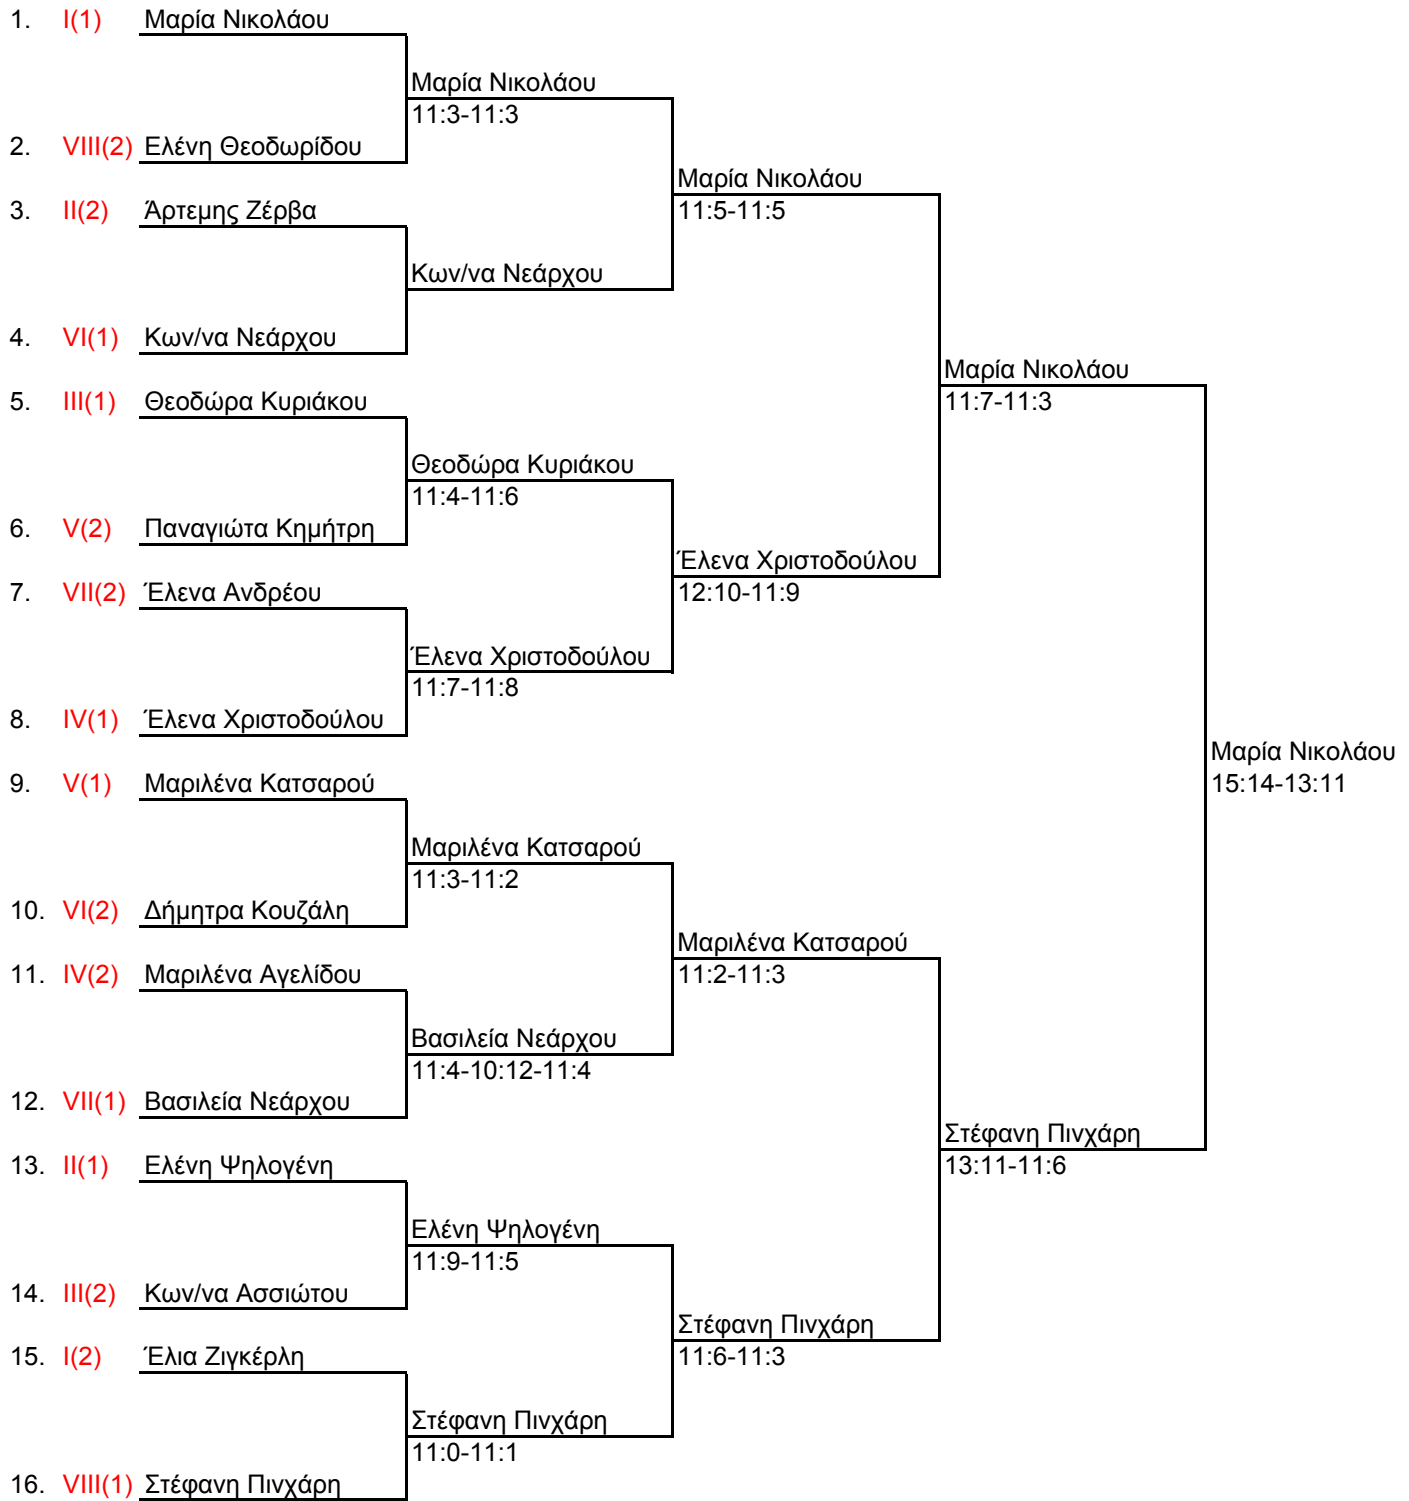 1. I(1) Μαρία Νικολάου
Μαρία Νικολάου
11:3-11:3
2. VIII(2) Ελένη Θεοδωρίδου
Μαρία Νικολάου
11:5-11:5
3. II(2) Άρτεμης Ζέρβα
Κων/να Νεάρχου
4. VI(1) Κων/να Νεάρχου
Μαρία Νικολάου
11:7-11:3
5. III(1) Θεοδώρα Κυριάκου
Θεοδώρα Κυριάκου
11:4-11:6
6. V(2) Παναγιώτα Κημήτρη
Έλενα Χριστοδούλου
12:10-11:9
7. VII(2) Έλενα Ανδρέου
Έλενα Χριστοδούλου
11:7-11:8
8. IV(1) Έλενα Χριστοδούλου
Μαρία Νικολάου
15:14-13:11
9. V(1) Μαριλένα Κατσαρού
Μαριλένα Κατσαρού
11:3-11:2
10. VI(2) Δήμητρα Κουζάλη
Μαριλένα Κατσαρού
11:2-11:3
11. IV(2) Μαριλένα Αγελίδου
Βασιλεία Νεάρχου
11:4-10:12-11:4
12. VII(1) Βασιλεία Νεάρχου
Στέφανη Πινχάρη
13:11-11:6
13. II(1) Ελένη Ψηλογένη
Ελένη Ψηλογένη
11:9-11:5
14. III(2) Κων/να Ασσιώτου
Στέφανη Πινχάρη
11:6-11:3
15. I(2) Έλια Ζιγκέρλη
Στέφανη Πινχάρη
11:0-11:1
16. VIII(1) Στέφανη Πινχάρη